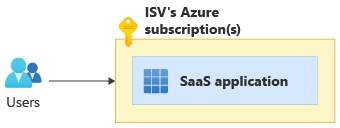 ISV's Azure
subscription(s)
SaaS application
Users